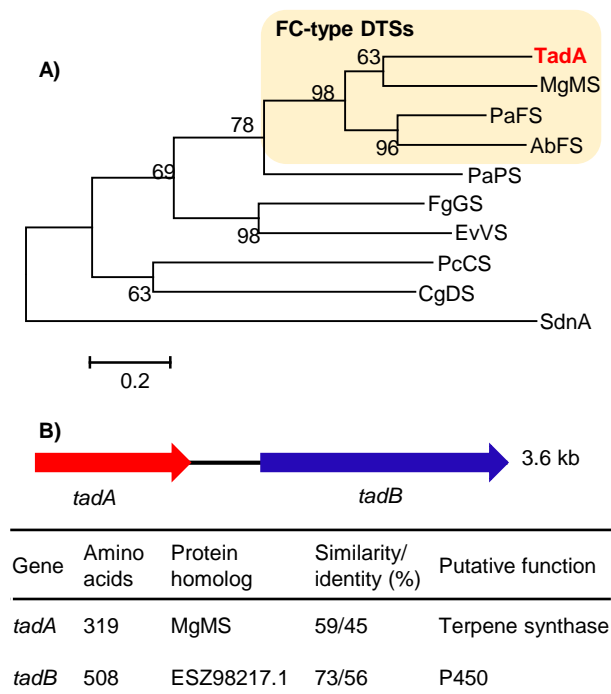 FC-type DTSs
A)
63
TadA
MgMS
98
PaFS
78
96
AbFS
69
PaPS
FgGS
98
EvVS
PcCS
63
CgDS
SdnA
0.2
B)
3.6 kb
tadA
tadB
Gene Amino acids Protein homolog Similarity/ identity (%) Putative function
tadA 319 MgMS 59/45 Terpene synthase
tadB 508 ESZ98217.1 73/56 P450